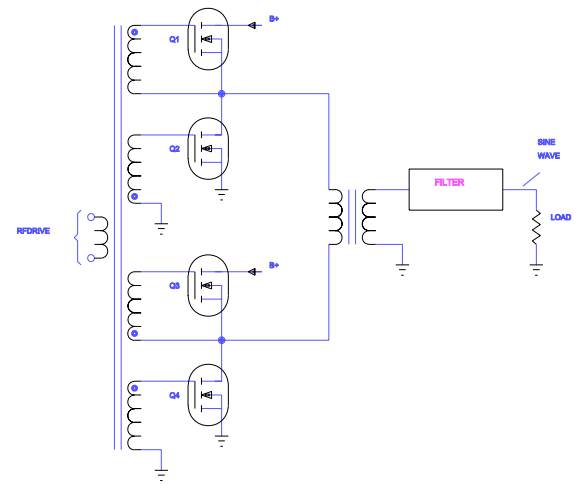 B+
Q1
Q2
SINE
WAVE
FILTER
LOAD
RFDRIVE
B+
Q3
Q4